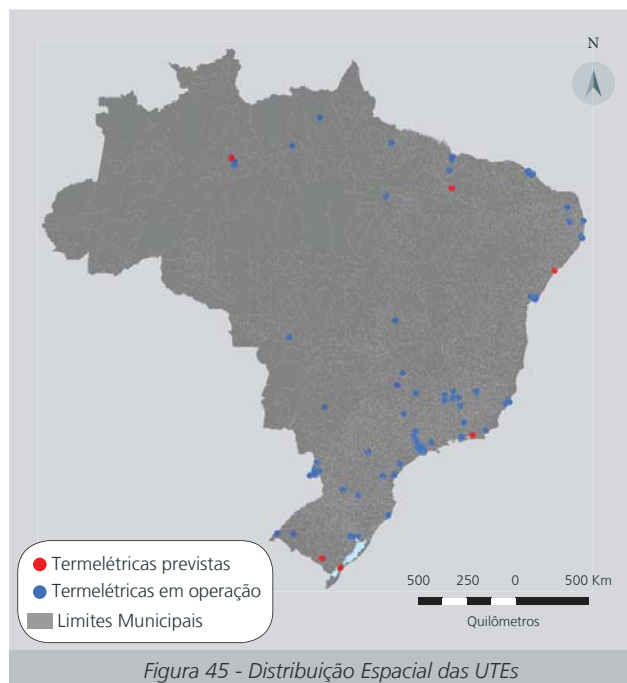 N
Termelétricas previstas
Termelétricas em operação
Limites Municipais
500 250 0 500 Km
Quilômetros
Figura 45 - Distribuição Espacial das UTEs